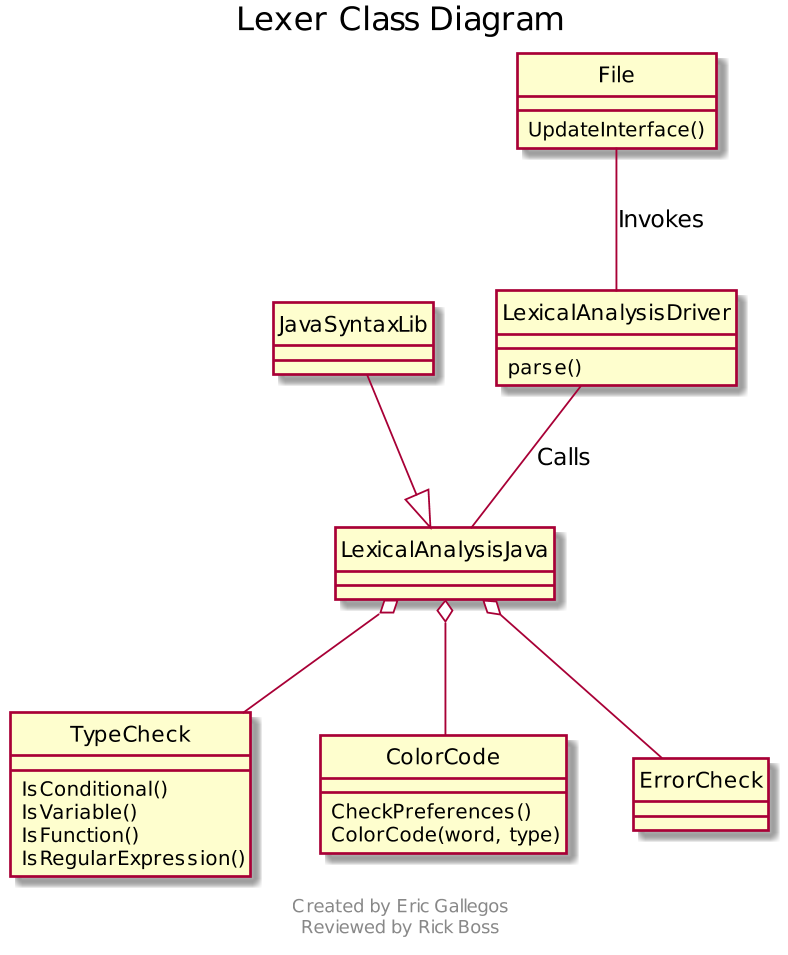 Lexer Class Diagram
File
UpdateInterface()
Invokes
JavaSyntaxLib
LexicalAnalysisDriver
parse()
Calls
LexicalAnalysisJava
TypeCheck
IsConditional()
IsVariable()
IsFunction()
IsRegularExpression()
ColorCode
CheckPreferences()
ColorCode(word, type)
ErrorCheck
Created by Eric Gallegos
Reviewed by Rick Boss